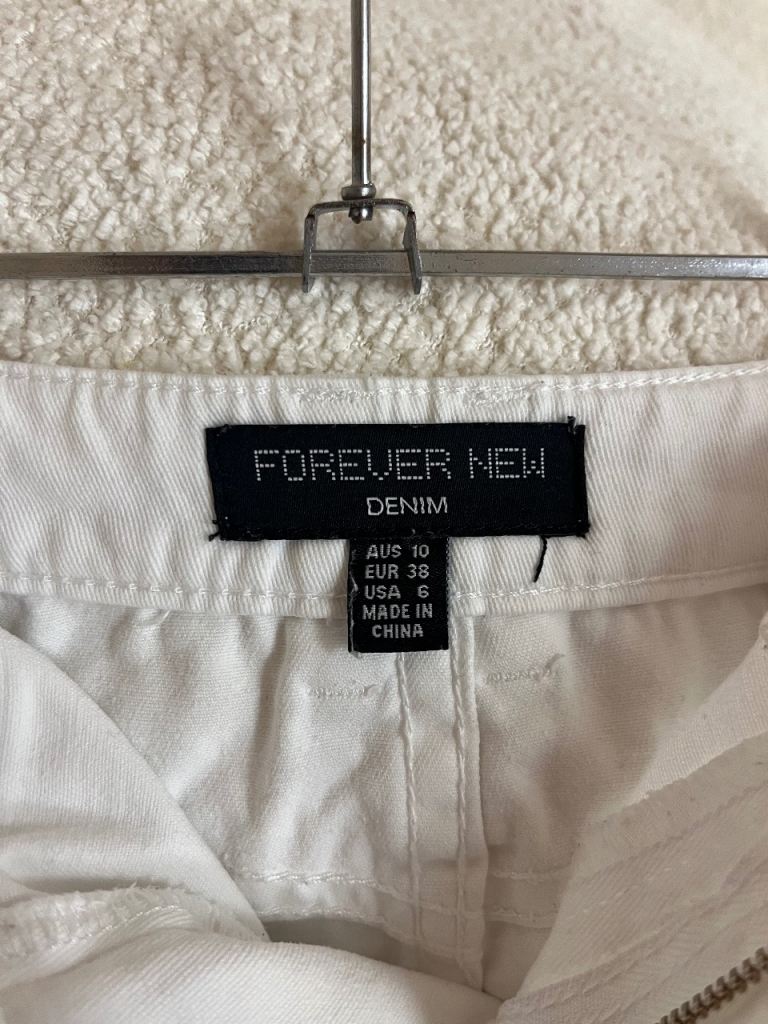 FOREVER NEW
DENIM
AUS 10
EUR 38
USA 6
MADE IN
CHINA